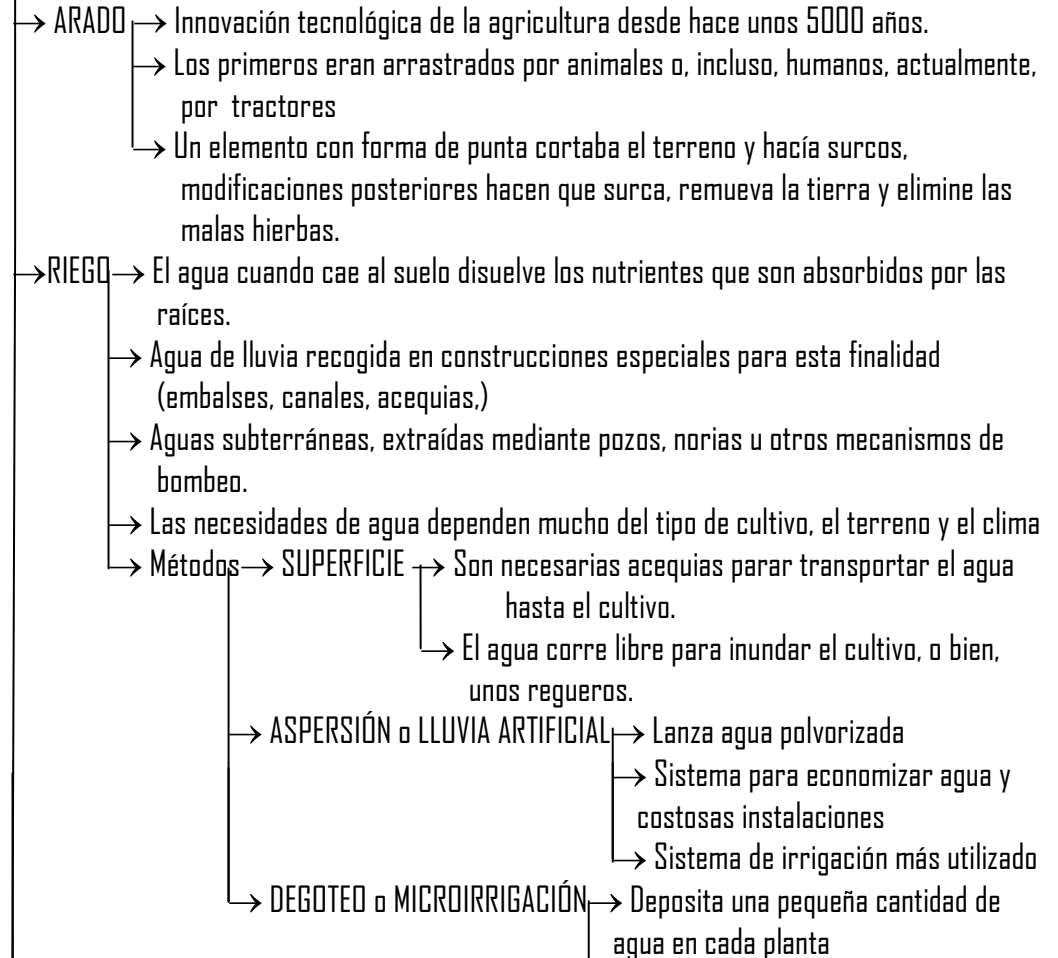 → ARADO → Innovación tecnológica de la agricultura desde hace unos 5000 años.
→ Los primeros eran arrastrados por animales o, incluso, humanos, actualmente,
por tractores
→ Un elemento con forma de punta cortaba el terreno y hacía surcos,
modificaciones posteriores hacen que surca, remueva la tierra y elimine las
malas hierbas.
→ RIEGO → El agua cuando cae al suelo disuelve los nutrientes que son absorbidos por las
raíces.
→ Agua de lluvia recogida en construcciones especiales para esta finalidad
(embalses, canales, acequias,)
→ Aguas subterráneas, extraídas mediante pozos, norias u otros mecanismos de
bombeo.
→ Las necesidades de agua dependen mucho del tipo de cultivo, el terreno y el clima
→ Métodos → SUPERFICIE → Son necesarias acequias parar transportar el agua
hasta el cultivo.
→ El agua corre libre para inundar el cultivo, o bien,
unos regueros.
→ ASPERSIÓN o LLUVIA ARTIFICIAL → Lanza agua polvorizada
→ Sistema para economizar agua y
costosas instalaciones
→ Sistema de irrigación más utilizado
→ DEGOTEO o MICROIRRIGACIÓN → Deposita una pequeña cantidad de
agua en cada planta